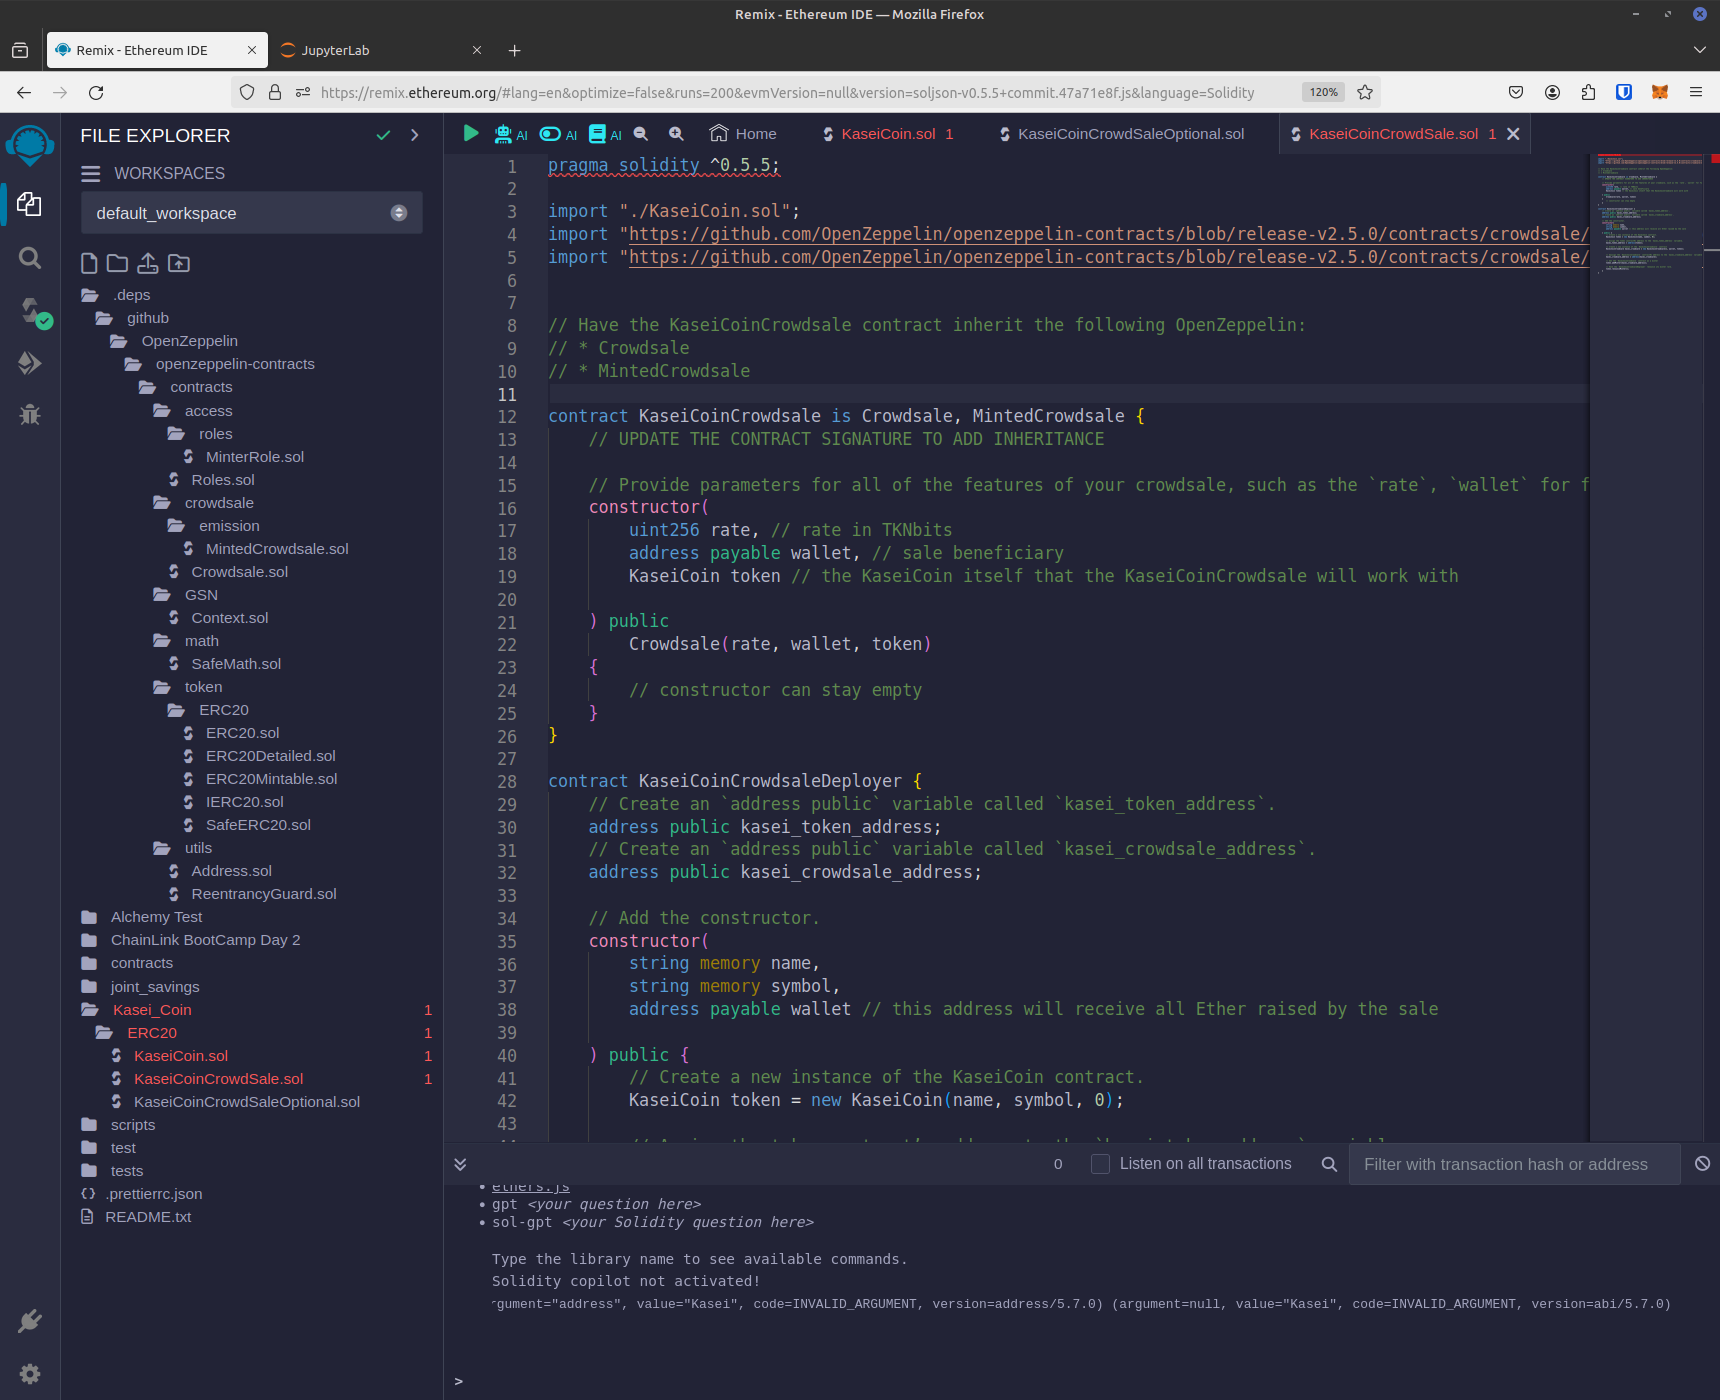 Remix - Ethereum IDE — Mozilla Firefox
Remix - Ethereum IDE
JupyterLab
https://remix.ethereum.org/#lang=en&optimize=false&runs=200&evmVersion=null&version=soljson-v0.5.5+commit.47a71e8f.js&language=Solidity
120%
FILE EXPLORER
WORKSPACES
default_workspace
.deps
github
OpenZeppelin
openzeppelin-contracts
contracts
access
roles
MinterRole.sol
Roles.sol
crowdsale
emission
MintedCrowdsale.sol
Crowdsale.sol
GSN
Context.sol
math
SafeMath.sol
token
ERC20
ERC20.sol
ERC20Detailed.sol
ERC20Mintable.sol
IERC20.sol
SafeERC20.sol
utils
Address.sol
ReentrancyGuard.sol
Alchemy Test
ChainLink BootCamp Day 2
contracts
joint_savings
Kasei_Coin 1
ERC20 1
KaseiCoin.sol 1
KaseiCoinCrowdSale.sol 1
KaseiCoinCrowdSaleOptional.sol
scripts
test
tests
.prettierrc.json
README.txt
AI AI AI Home KaseiCoin.sol 1 KaseiCoinCrowdSaleOptional.sol KaseiCoinCrowdSale.sol 1
1 pragma solidity ^0.5.5;
2
3 import "./KaseiCoin.sol";
4 import "https://github.com/OpenZeppelin/openzeppelin-contracts/blob/release-v2.5.0/contracts/crowdsale/
5 import "https://github.com/OpenZeppelin/openzeppelin-contracts/blob/release-v2.5.0/contracts/crowdsale/
6
7
8 // Have the KaseiCoinCrowdsale contract inherit the following OpenZeppelin:
9 // * Crowdsale
10 // * MintedCrowdsale
11
12 contract KaseiCoinCrowdsale is Crowdsale, MintedCrowdsale {
13 // UPDATE THE CONTRACT SIGNATURE TO ADD INHERITANCE
14
15 // Provide parameters for all of the features of your crowdsale, such as the `rate`, `wallet` for f
16 constructor(
17 uint256 rate, // rate in TKNbits
18 address payable wallet, // sale beneficiary
19 KaseiCoin token // the KaseiCoin itself that the KaseiCoinCrowdsale will work with
20
21 ) public
22 Crowdsale(rate, wallet, token)
23 {
24 // constructor can stay empty
25 }
26 }
27
28 contract KaseiCoinCrowdsaleDeployer {
29 // Create an `address public` variable called `kasei_token_address`.
30 address public kasei_token_address;
31 // Create an `address public` variable called `kasei_crowdsale_address`.
32 address public kasei_crowdsale_address;
33
34 // Add the constructor.
35 constructor(
36 string memory name,
37 string memory symbol,
38 address payable wallet // this address will receive all Ether raised by the sale
39
40 ) public {
41 // Create a new instance of the KaseiCoin contract.
42 KaseiCoin token = new KaseiCoin(name, symbol, 0);
43
0 Listen on all transactions Filter with transaction hash or address
• ethers.js
• gpt <your question here>
• sol-gpt <your Solidity question here>
Type the library name to see available commands.
Solidity copilot not activated!
rgument="address", value="Kasei", code=INVALID_ARGUMENT, version=address/5.7.0) (argument=null, value="Kasei", code=INVALID_ARGUMENT, version=abi/5.7.0)
>